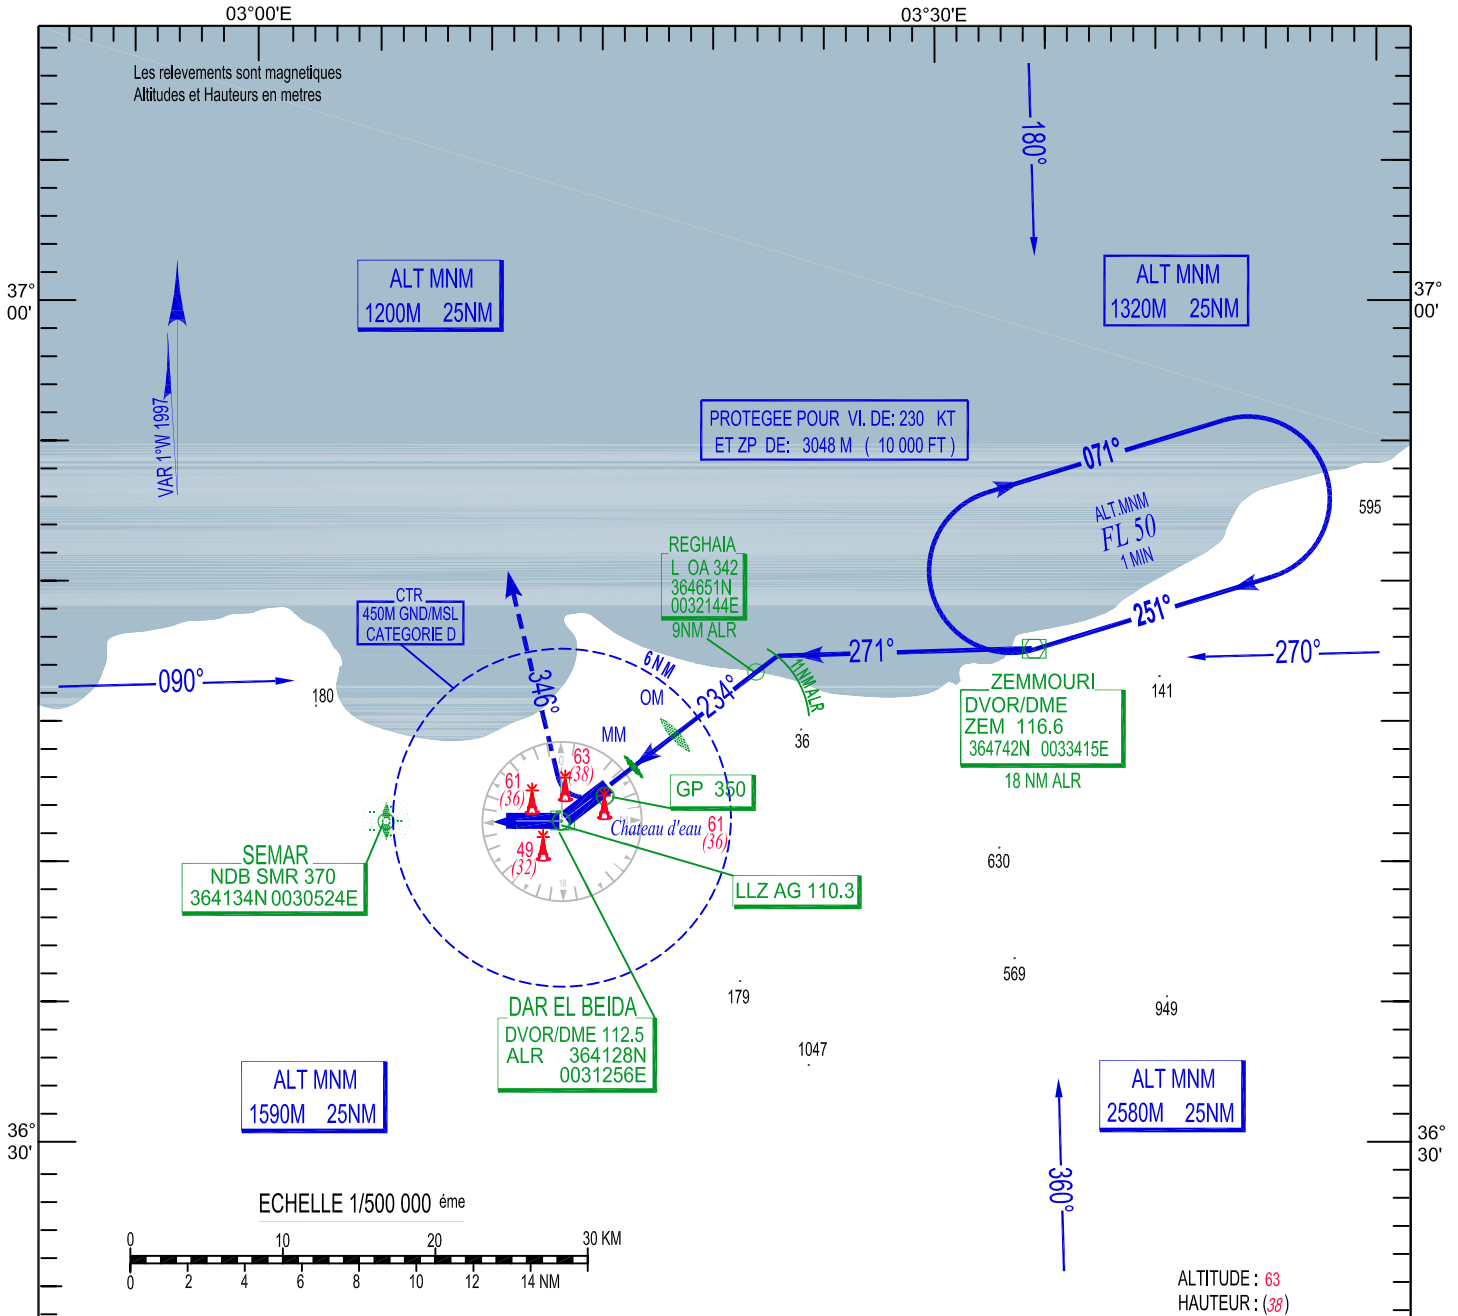 03°00'E
03°30'E
Les relevements sont magnetiques
Altitudes et Hauteurs en metres
180°
37°
00'
ALT MNM
1200M 25NM
ALT MNM
1320M 25NM
37°
00'
VAR 1°W 1997
PROTEGEE POUR VI. DE: 230 KT
ET ZP DE: 3048 M ( 10 000 FT )
071°
ALT.MNM
FL 50
1 MIN
595
251°
REGHAIA
L OA 342
364651N
0032144E
9NM ALR
CTR
450M GND/MSL
CATEGORIE D
6 NM
271°
270°
11 NM ALR
090°
180
346°
OM
234°
MM
36
141
ZEMMOURI
DVOR/DME
ZEM 116.6
364742N 0033415E
18 NM ALR
63
(38)
61
(36)
GP 350
Chateau d'eau
61
(36)
49
(32)
18
SEMAR
NDB SMR 370
364134N 0030524E
LLZ AG 110.3
630
569
179
949
DAR EL BEIDA
DVOR/DME 112.5
ALR 364128N
0031256E
1047
ALT MNM
1590M 25NM
ALT MNM
2580M 25NM
36°
30'
36°
30'
360°
ECHELLE 1/500 000 éme
0 10 20 30 KM
0 2 4 6 8 10 12 14 NM
ALTITUDE : 63
HAUTEUR : (38)